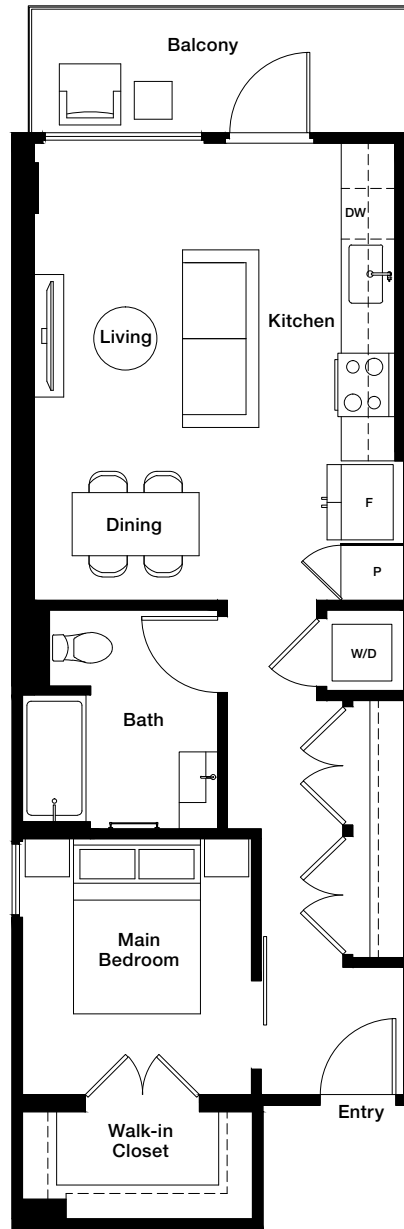 Balcony
DW
Kitchen
Living
F
Dining
P
W/D
Bath
Main
Bedroom
Entry
Walk-in
Closet